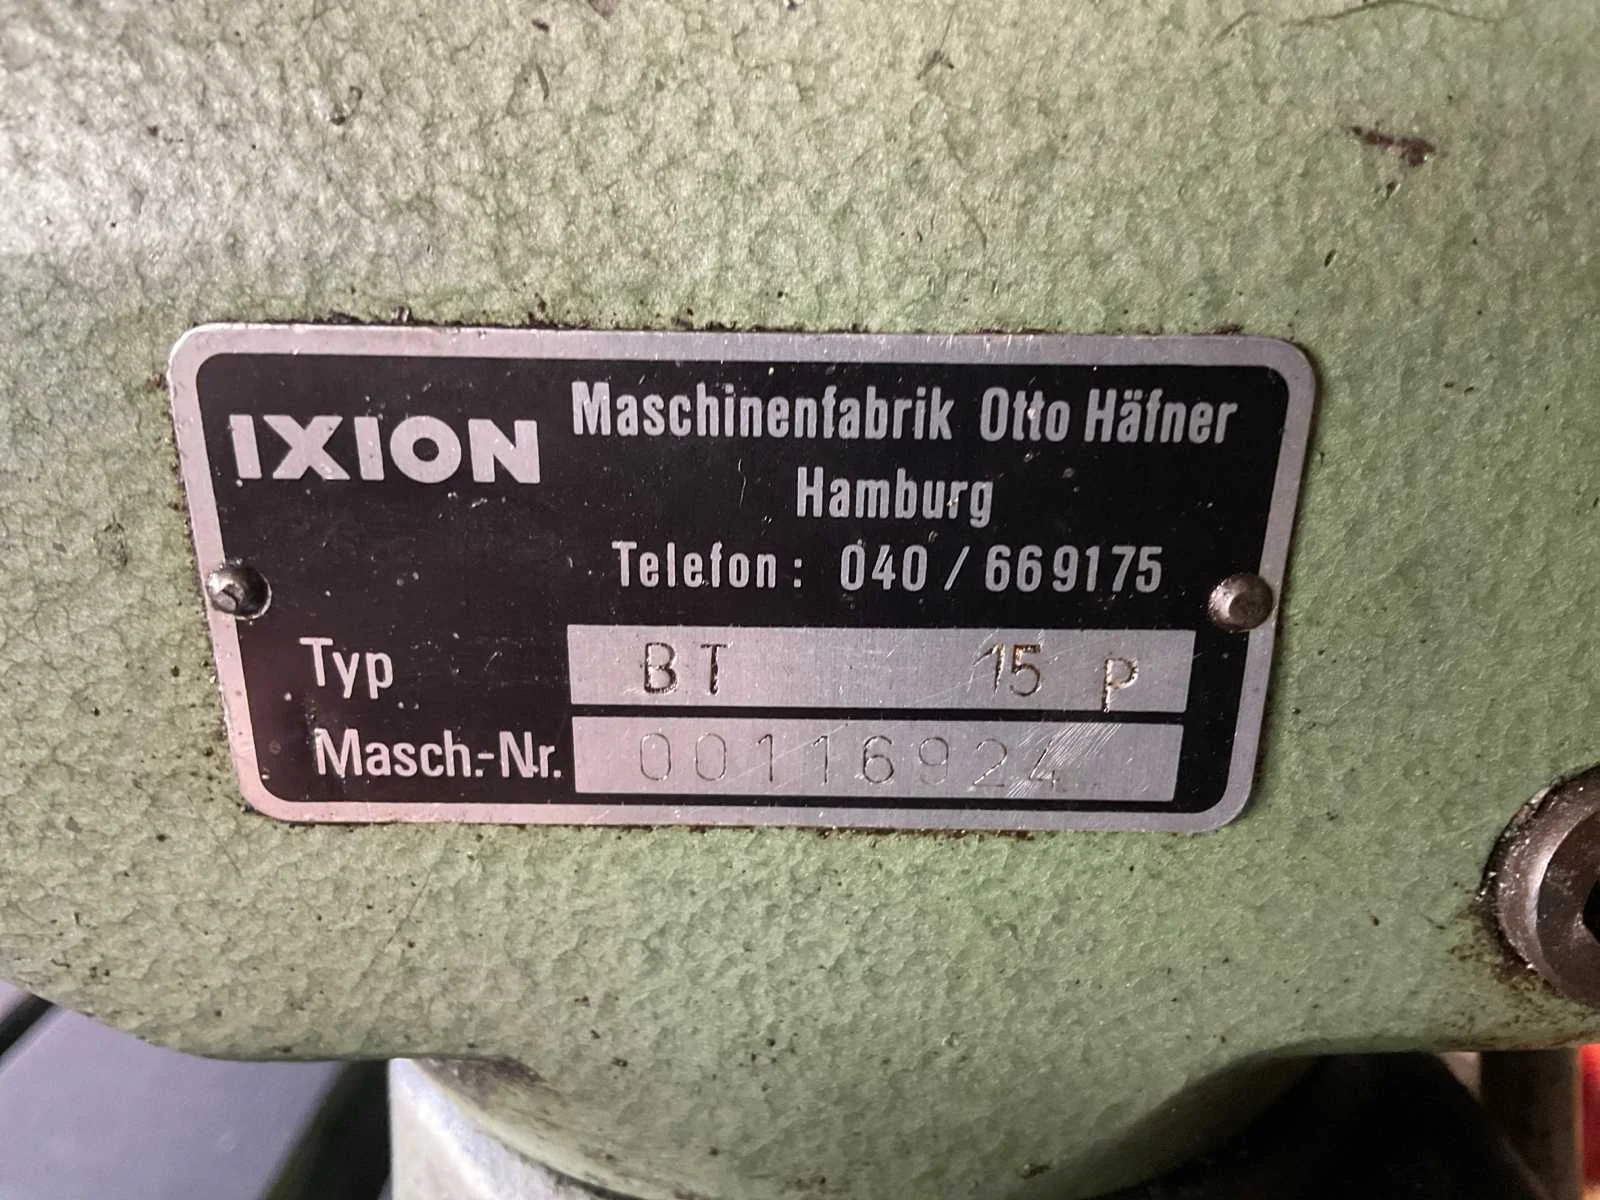 IXION Maschinenfabrik Otto Häfner
Hamburg
Telefon: 040 / 669175
Typ BT 15 P
Masch.-Nr. 00116924